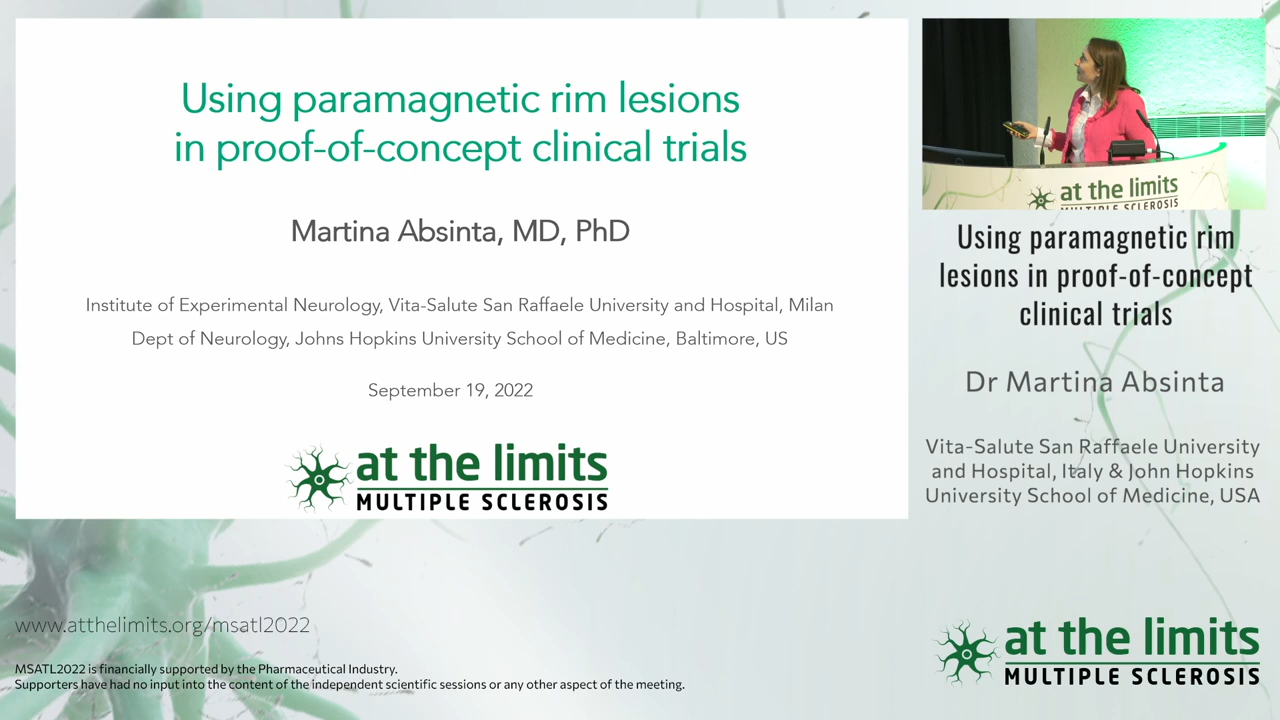 Using paramagnetic rim lesions
in proof-of-concept clinical trials
Martina Absinta, MD, PhD
Institute of Experimental Neurology, Vita-Salute San Raffaele University and Hospital, Milan
Dept of Neurology, Johns Hopkins University School of Medicine, Baltimore, US
September 19, 2022
at the limits
MULTIPLE SCLEROSIS
at the limits
MULTIPLE SCLEROSIS
Using paramagnetic rim
lesions in proof-of-concept
clinical trials
Dr Martina Absinta
Vita-Salute San Raffaele University
and Hospital, Italy & John Hopkins
University School of Medicine, USA
www.atthelimits.org/msatl2022
MSATL2022 is financially supported by the Pharmaceutical Industry.
Supporters have had no input into the content of the independent scientific sessions or any other aspect of the meeting.
at the limits
MULTIPLE SCLEROSIS